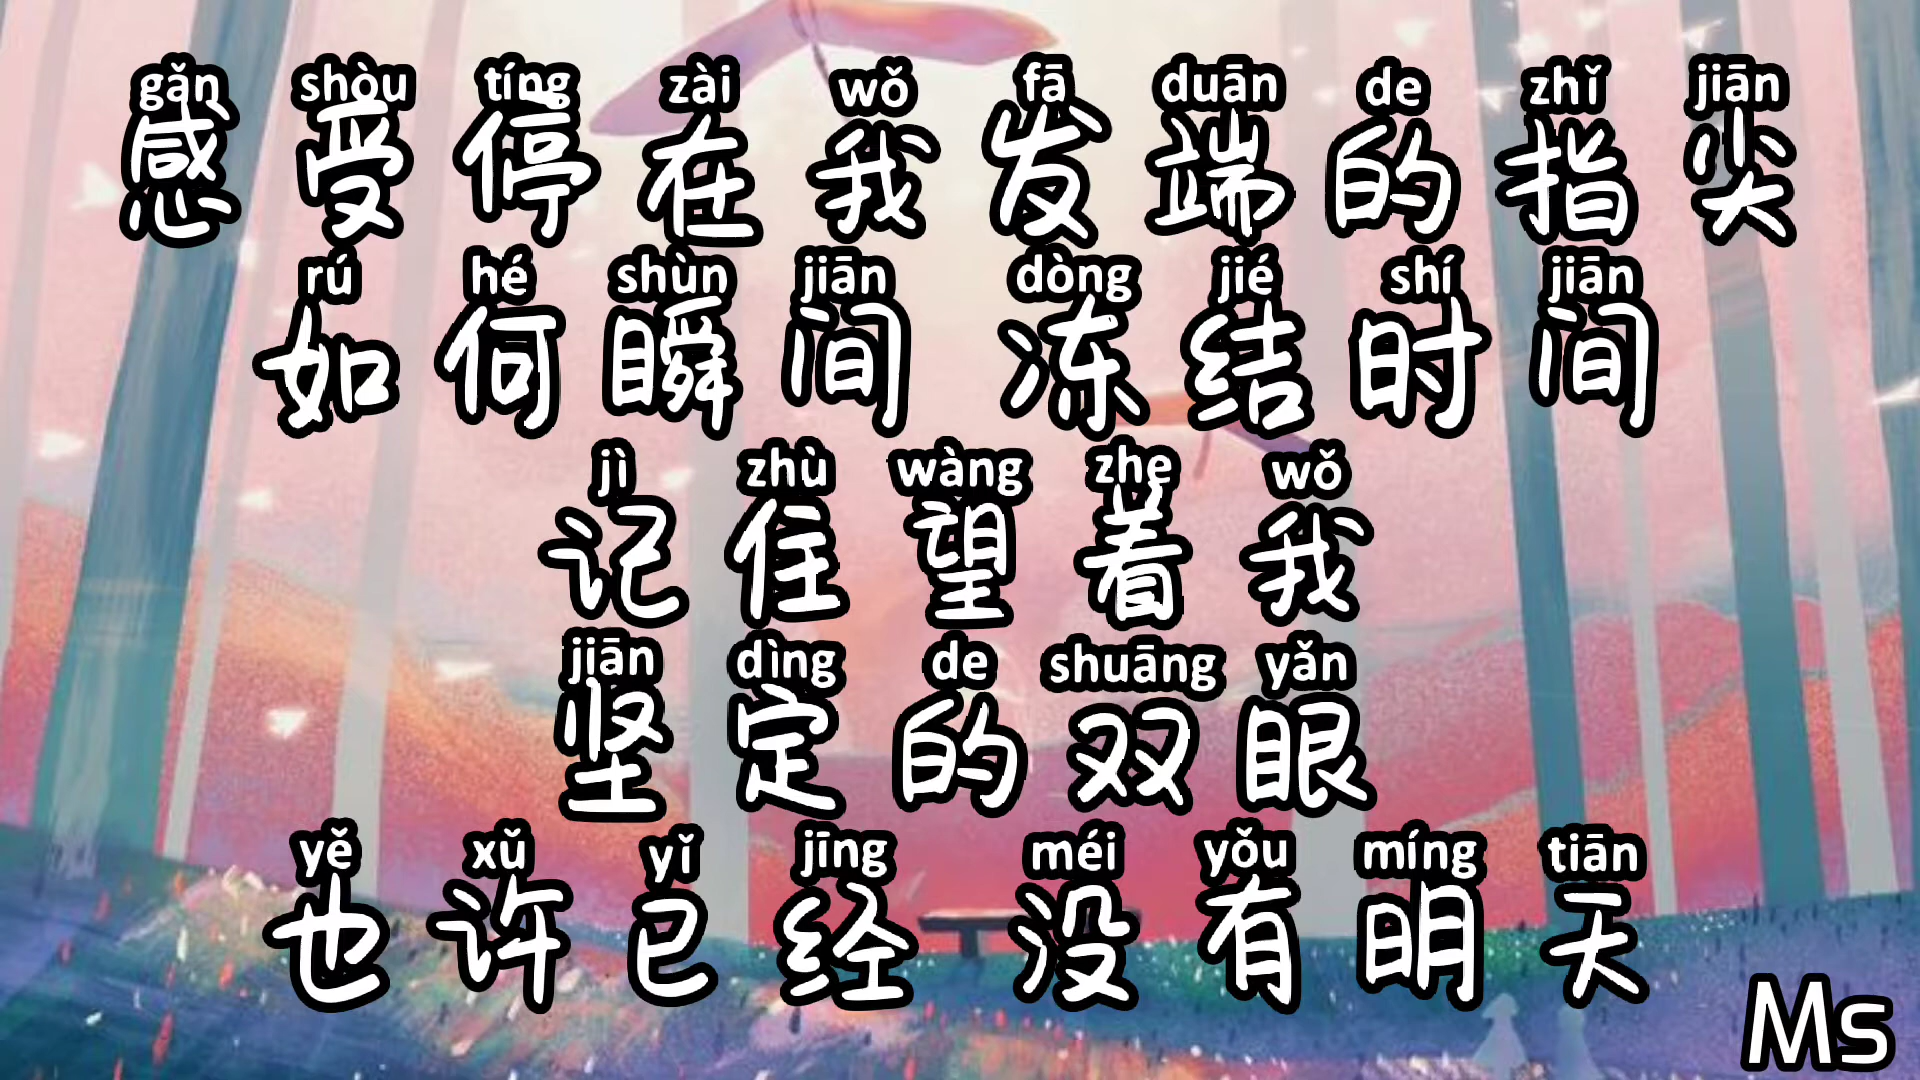 gǎn shòu tíng zài wǒ fā duān de zhǐ jiān
感受停在我发端的指尖
rú hé shùn jiān dòng jié shí jiān
如何瞬间 冻结时间
jì zhù wàng zhe wǒ
记住望着我
jiān dìng de shuāng yǎn
坚定的双眼
yě xǔ yǐ jīng méi yǒu míng tiān
也许已经 没有明天
Ms